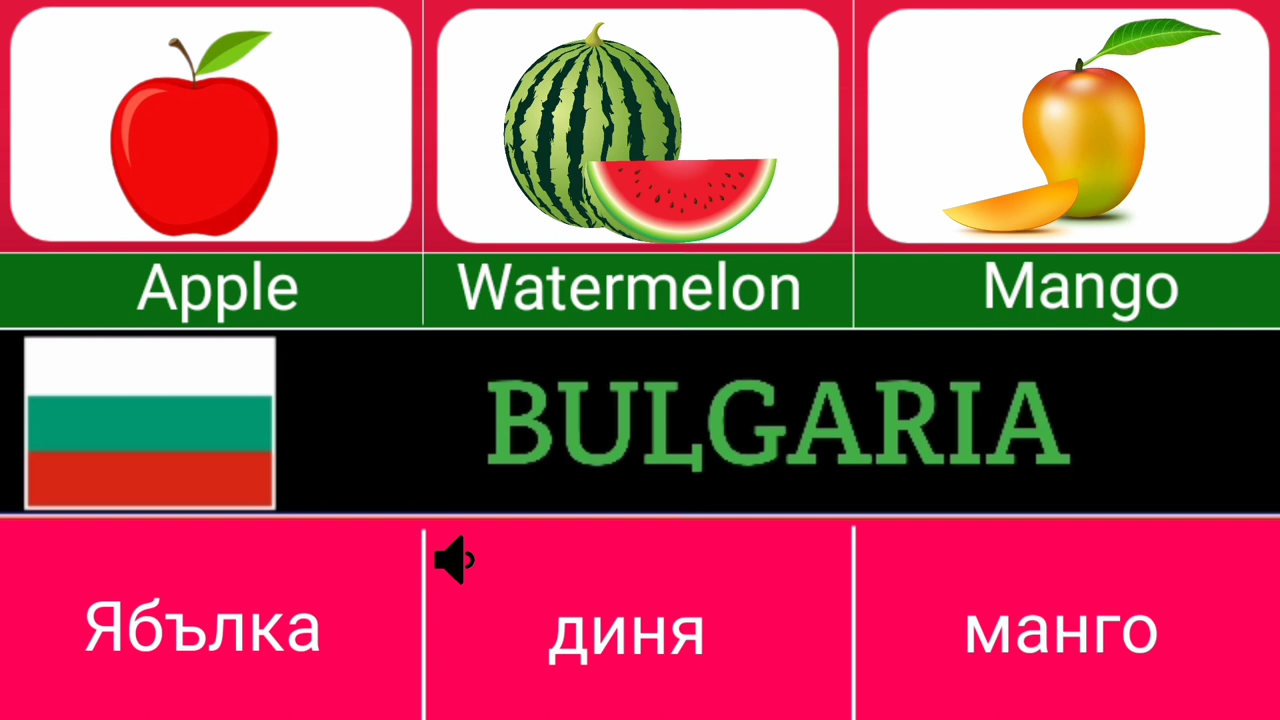 Apple
Watermelon
Mango
BULGARIA
Ябълка
диня
манго